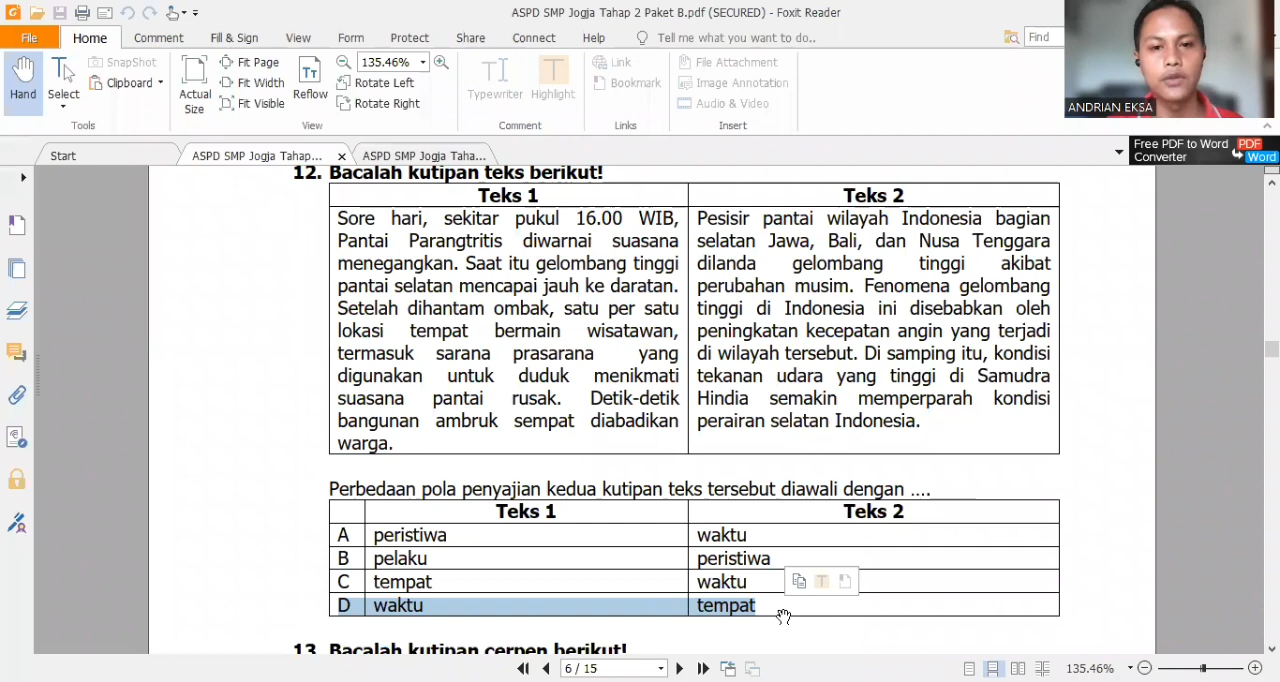 ASPD SMP Jogja Tahap 2 Paket B.pdf (SECURED) - Foxit Reader
File Home Comment Fill & Sign View Form Protect Share Connect Help Tell me what you want to do.. Find
Hand
Select
SnapShot
Clipboard
Tools
Actual Size
Fit Page
Fit Width
Fit Visible
Reflow
135.46%
Rotate Left
Rotate Right
View
Typewriter
Highlight
Comment
Link
Bookmark
Links
File Attachment
Image Annotation
Audio & Video
Insert
ANDRIAN EKSA
Start
ASPD SMP Jogja Tahap...
ASPD SMP Jogja Taha...
Free PDF to Word Converter
PDF
Word
12. Bacalah kutipan teks berikut!
Teks 1
Sore hari, sekitar pukul 16.00 WIB,
Pantai Parangtritis diwarnai suasana
menegangkan. Saat itu gelombang tinggi
pantai selatan mencapai jauh ke daratan.
Setelah dihantam ombak, satu per satu
lokasi tempat bermain wisatawan,
termasuk sarana prasarana yang
digunakan untuk duduk menikmati
suasana pantai rusak. Detik-detik
bangunan ambruk sempat diabadikan
warga.
Teks 2
Pesisir pantai wilayah Indonesia bagian
selatan Jawa, Bali, dan Nusa Tenggara
dilanda gelombang tinggi akibat
perubahan musim. Fenomena gelombang
tinggi di Indonesia ini disebabkan oleh
peningkatan kecepatan angin yang terjadi
di wilayah tersebut. Di samping itu, kondisi
tekanan udara yang tinggi di Samudra
Hindia semakin memperparah kondisi
perairan selatan Indonesia.
Perbedaan pola penyajian kedua kutipan teks tersebut diawali dengan ....
Teks 1 Teks 2
A peristiwa waktu
B pelaku peristiwa
C tempat waktu
D waktu tempat
13. Bacalah kutipan cerpen berikut!
6 / 15
135.46%